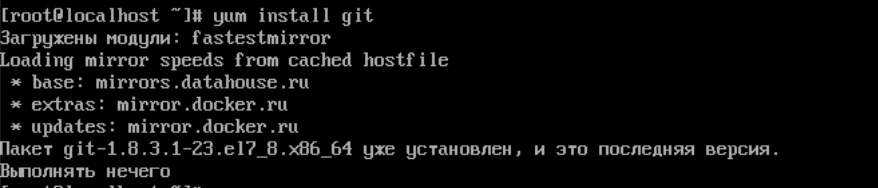 [root@localhost ~]# yum install git
Загружены модули: fastestmirror
Loading mirror speeds from cached hostfile
* base: mirrors.datahouse.ru
* extras: mirror.docker.ru
* updates: mirror.docker.ru
Пакет git-1.8.3.1-23.el7_8.x86_64 уже установлен, и это последняя версия.
Выполнять нечего